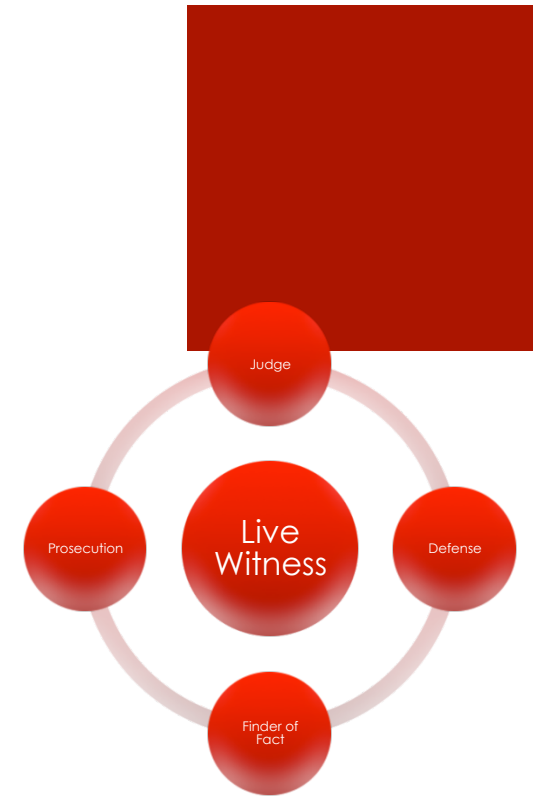 Judge
Prosecution
Live
Witness
Defense
Finder of
Fact